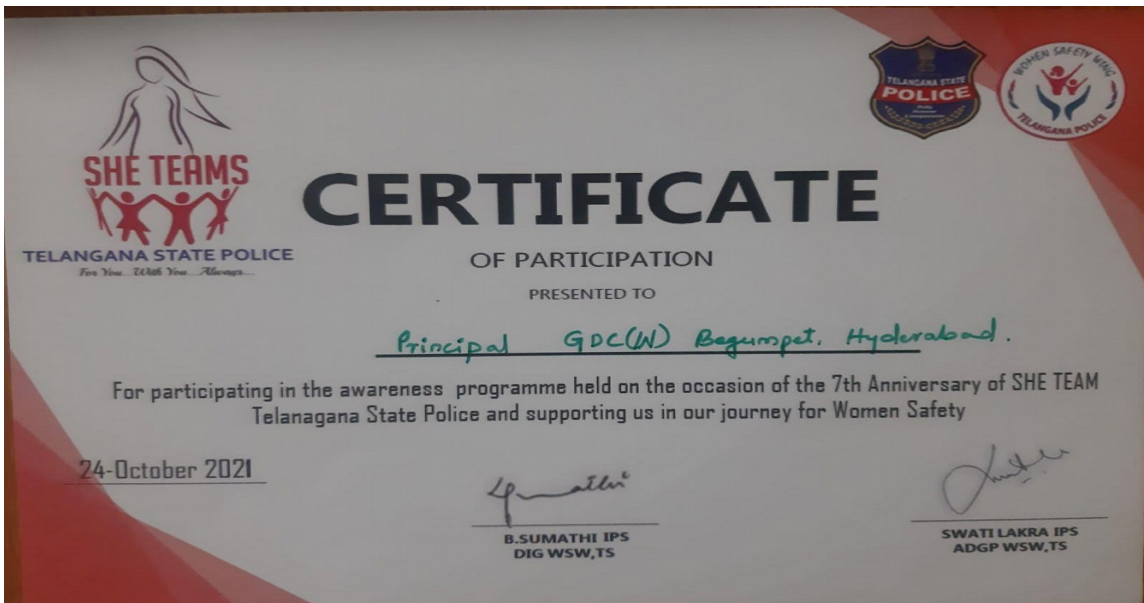 SHE TEAMS
TELANGANA STATE POLICE
For You...With You...Always...
TELANGANA STATE
POLICE
WOMEN SAFETY WING
TELANGANA POLICE
CERTIFICATE
OF PARTICIPATION
PRESENTED TO
Principal GDC(W) Begumpet, Hyderabad.
For participating in the awareness programme held on the occasion of the 7th Anniversary of SHE TEAM
Telanagana State Police and supporting us in our journey for Women Safety
24-October 2021
B.SUMATHI IPS
DIG WSW,TS
SWATI LAKRA IPS
ADGP WSW,TS